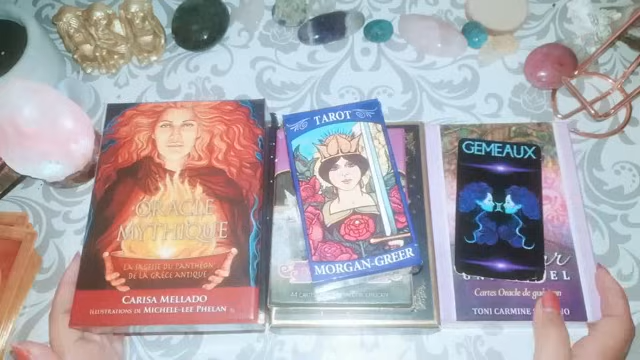 ORACLE
MYTHIQUE
LA SAGESSE DU PANTHÉON
DE LA GRÈCE ANTIQUE
CARISA MELLADO
ILLUSTRATIONS DE MICHELE-LEE PHELAN
TAROT
MORGAN-GREER
GEMEAUX
Cartes Oracle de
TONI CARMINE